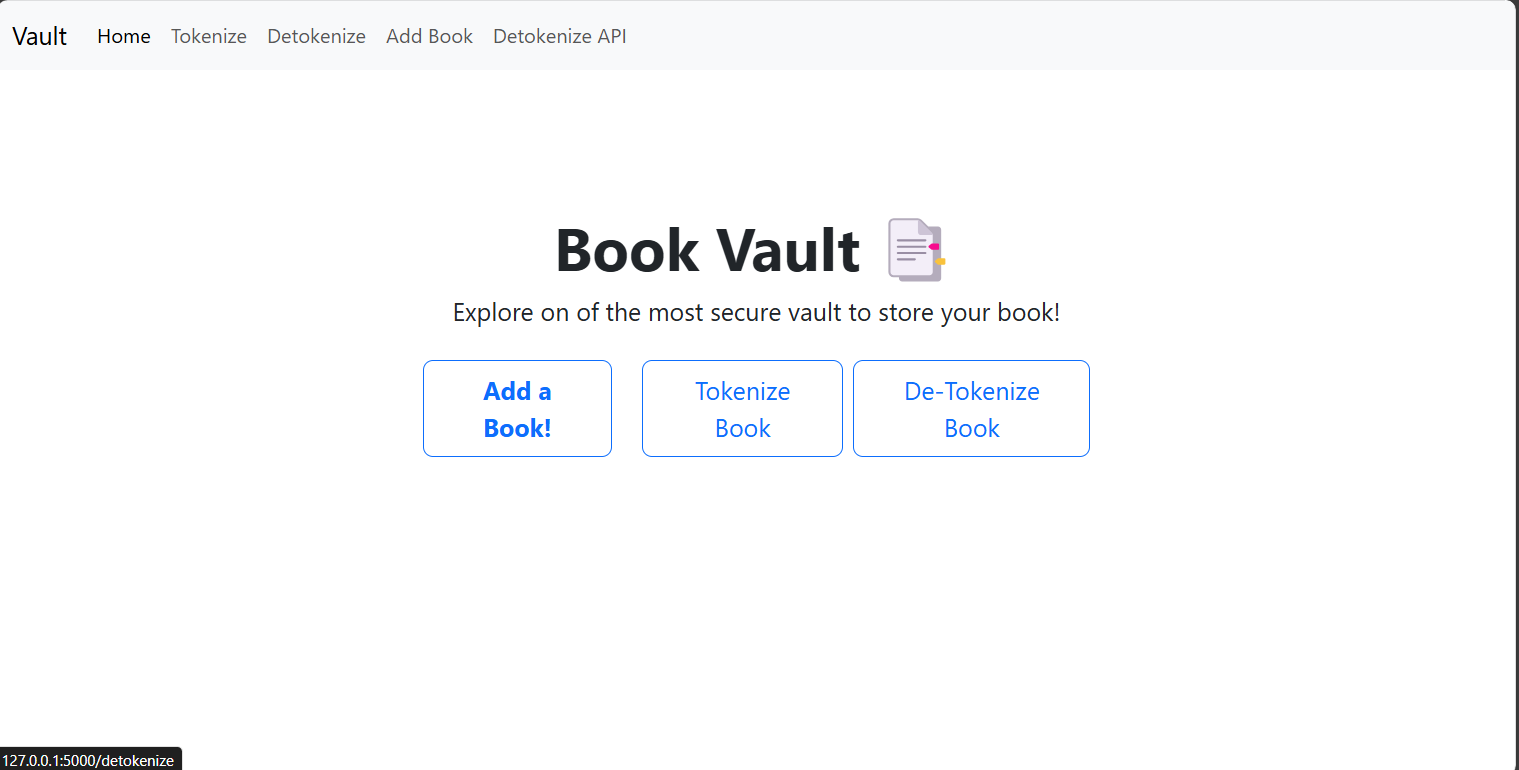 Vault Home Tokenize Detokenize Add Book Detokenize API
Book Vault
Explore on of the most secure vault to store your book!
Add a
Book!
Tokenize
Book
De-Tokenize
Book
127.0.0.1:5000/detokenize